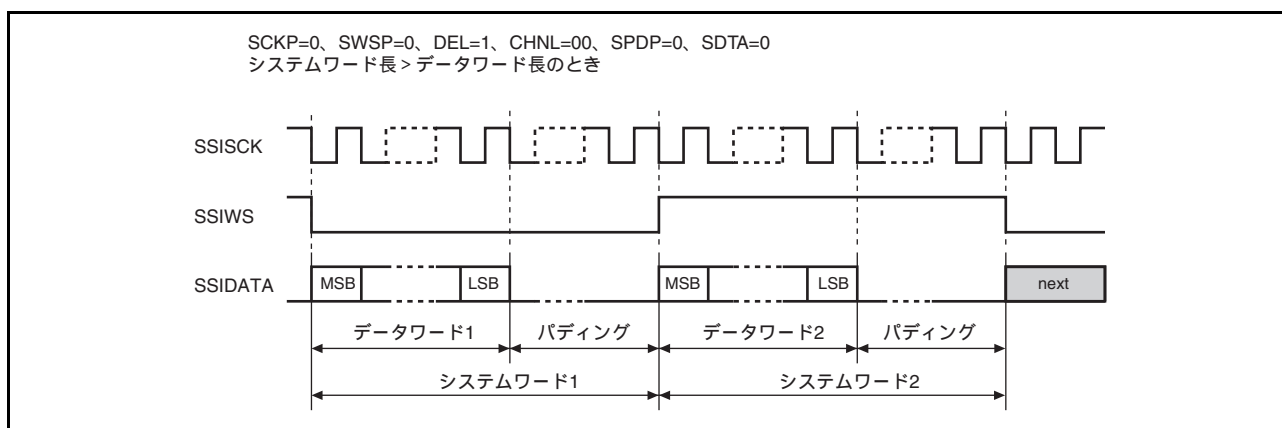 SCKP=0、SWSP=0、DEL=1、CHNL=00、SPDP=0、SDTA=0
システムワード長＞データワード長のとき
SSISCK
SSIWS
SSIDATA
MSB
LSB
MSB
LSB
next
データワード1
パディング
データワード2
パディング
システムワード1
システムワード2